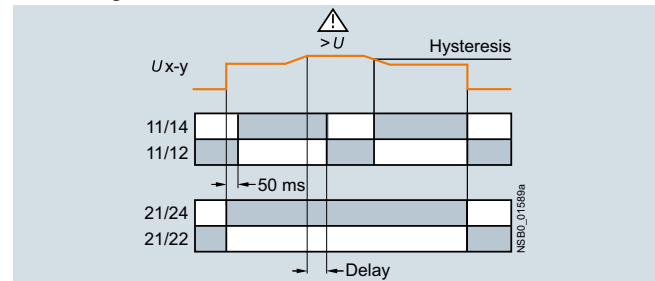 > U
Hysteresis
U x-y
11/14
11/12
50 ms
21/24
21/22
Delay
NSB0_01589a